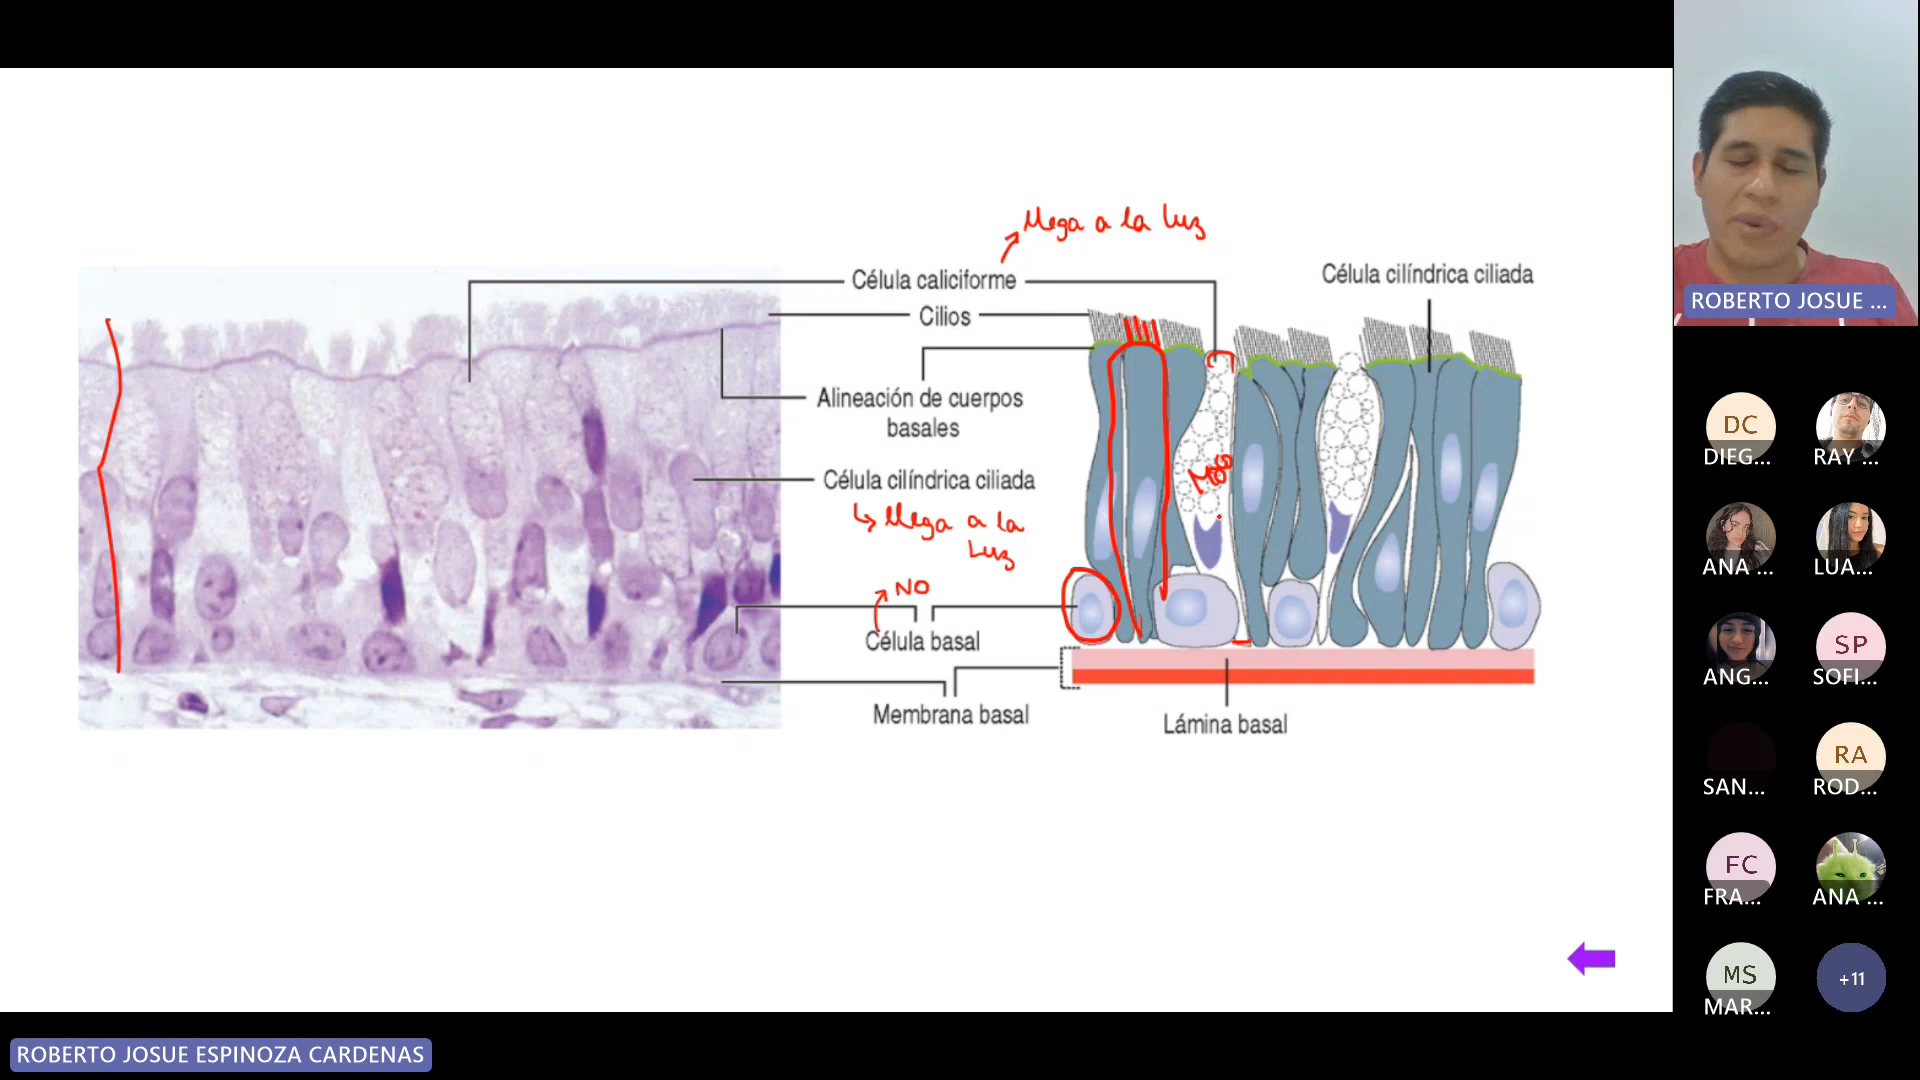 llega a la luz
Célula caliciforme
Célula cilíndrica ciliada
Cilios
Alineación de cuerpos
basales
Célula cilíndrica ciliada
llega a la
luz
NO
Célula basal
Membrana basal
Lámina basal
ROBERTO JOSUE ...
DC
DIEG...
RAY ...
ANA ...
LUA...
ANG...
SP
SOFI...
SAN...
RA
ROD...
FC
FRA...
ANA ...
MS
MAR...
+11
ROBERTO JOSUE ESPINOZA CARDENAS